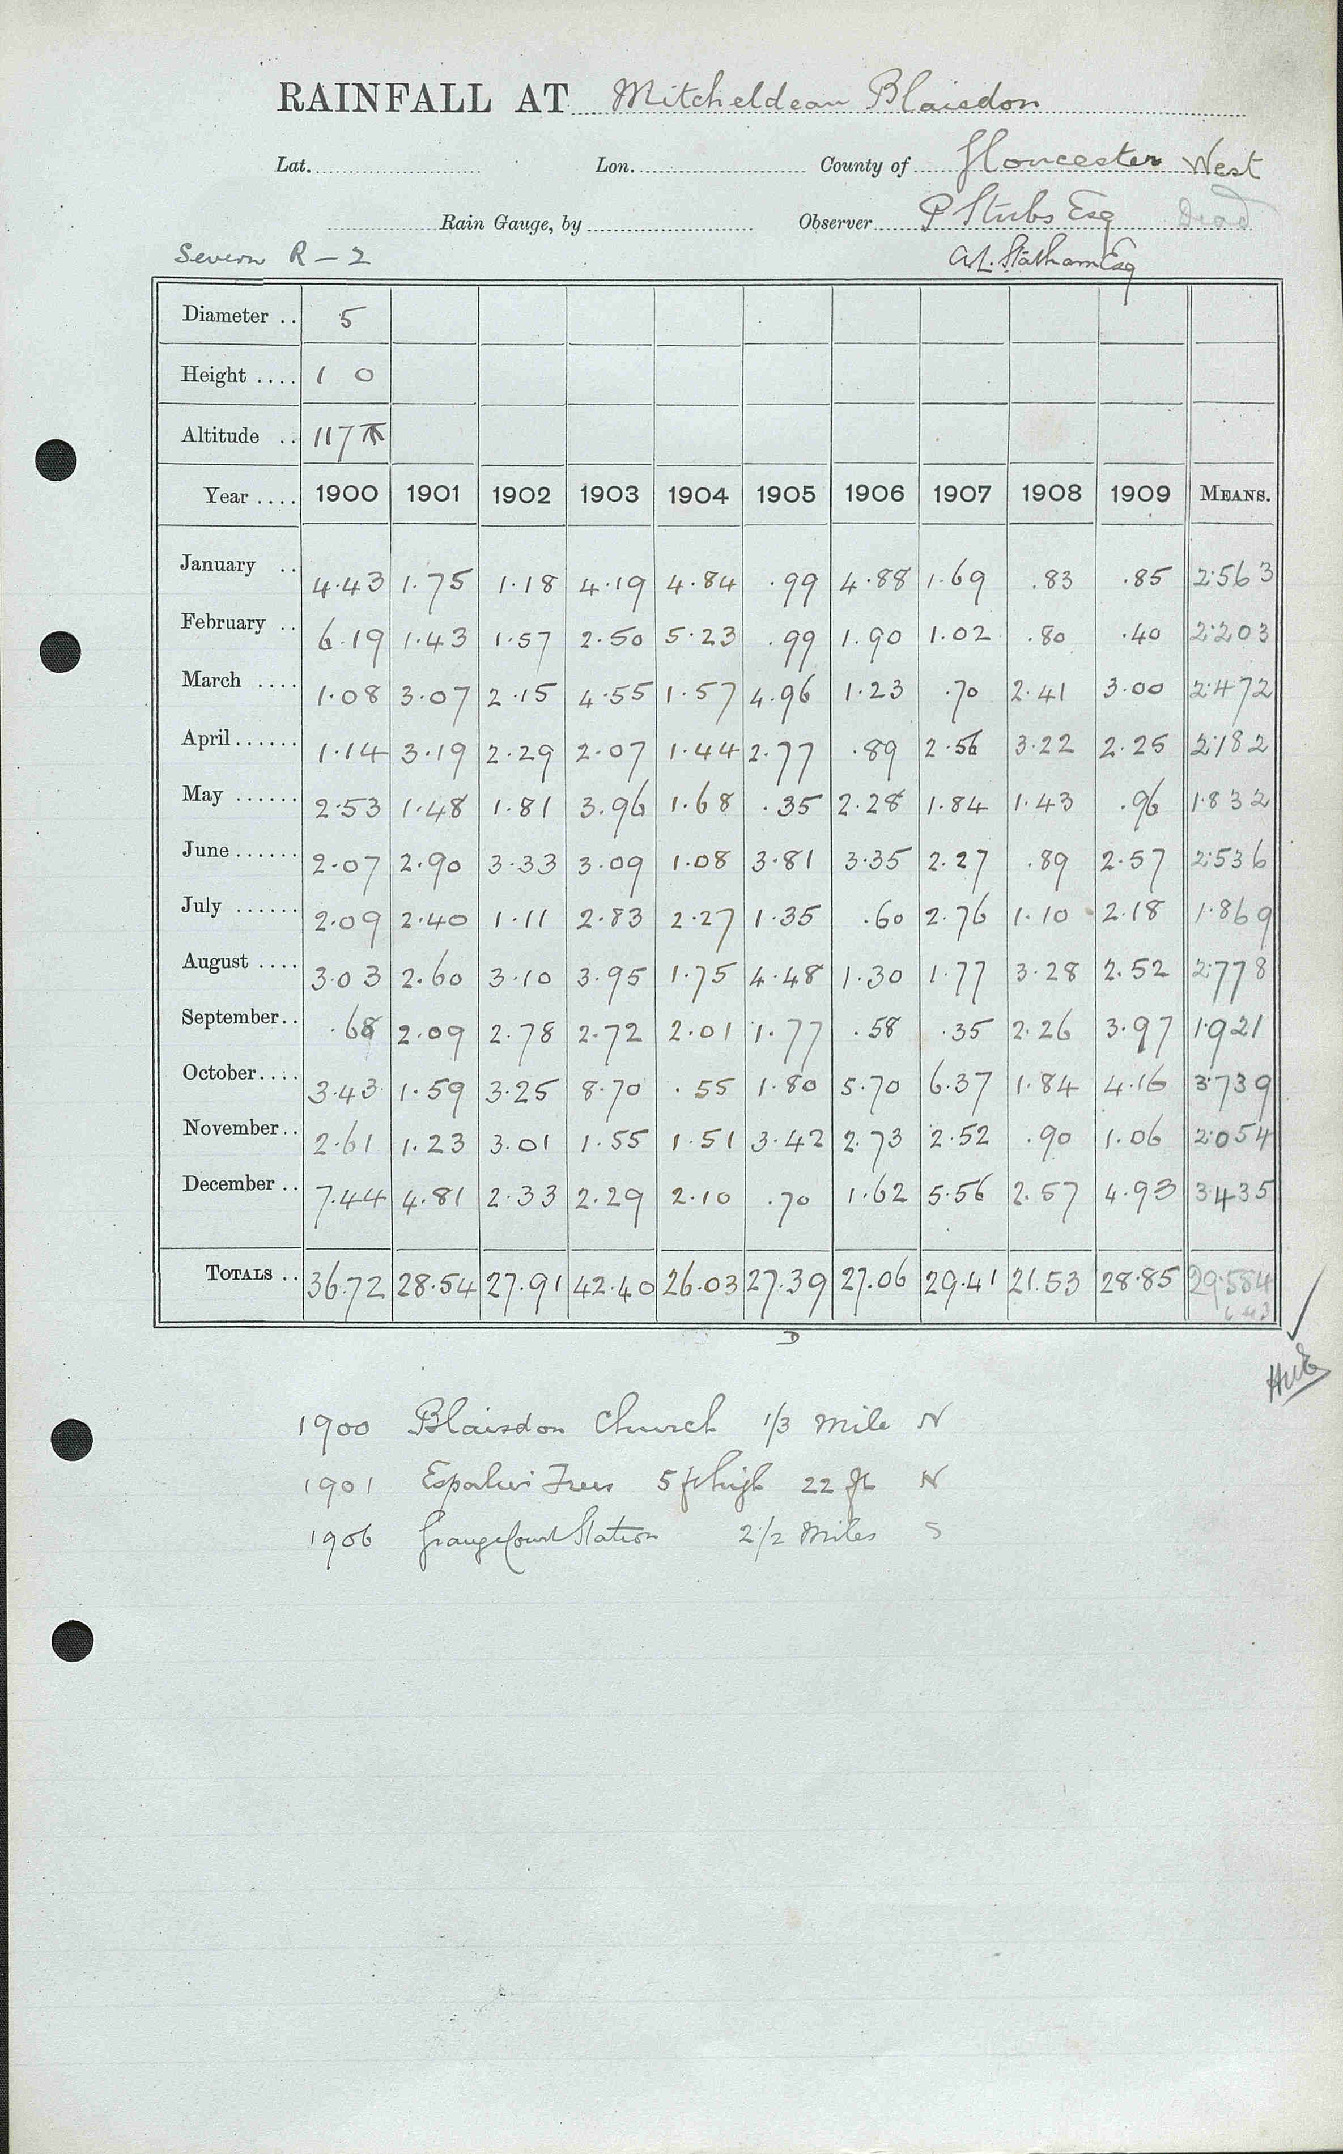 RAINFALL AT Mitcheldean Blaisdon
Lat. Lon. County of Gloucester West
Rain Gauge, by Observer P Stubs Esq Dead
Severn R - 2 A.L. Statham Esq
Diameter .. 5
Height .... 1 0
Altitude .. 117
Year .... 1900 1901 1902 1903 1904 1905 1906 1907 1908 1909 MEANS.
January .. 4.43 1.75 1.18 4.19 4.84 .99 4.88 1.69 .83 .85 2.563
February .. 6.19 1.43 1.57 2.50 5.23 .99 1.90 1.02 .80 .40 2.203
March .... 1.08 3.07 2.15 4.55 1.57 4.96 1.23 .70 2.41 3.00 2.472
April...... 1.14 3.19 2.29 2.07 1.44 2.77 .89 2.56 3.22 2.25 2.182
May ...... 2.53 1.48 1.81 3.96 1.68 .35 2.28 1.84 1.43 .96 1.832
June...... 2.07 2.90 3.33 3.09 1.08 3.81 3.35 2.27 .89 2.57 2.536
July ...... 2.09 2.40 1.11 2.83 2.27 1.35 .60 2.76 1.10 2.18 1.869
August .... 3.03 2.60 3.10 3.95 1.75 4.48 1.30 1.77 3.28 2.52 2.778
September.. .68 2.09 2.78 2.72 2.01 1.77 .58 .35 2.26 3.97 1.921
October.... 3.43 1.59 3.25 8.70 .55 1.80 5.70 6.37 1.84 4.16 3.739
November.. 2.61 1.23 3.01 1.55 1.51 3.42 2.73 2.52 .90 1.06 2.054
December .. 7.44 4.81 2.33 2.29 2.10 .70 1.62 5.56 2.57 4.93 3.435
TOTALS .. 36.72 28.54 27.91 42.40 26.03 27.39 27.06 29.41 21.53 28.85 29.584
D
1900 Blaisdon Church 1/3 mile N
1901 Espalier Trees 5 ft high 22 ft N
1906 Grange Court Station 2 1/2 Miles S